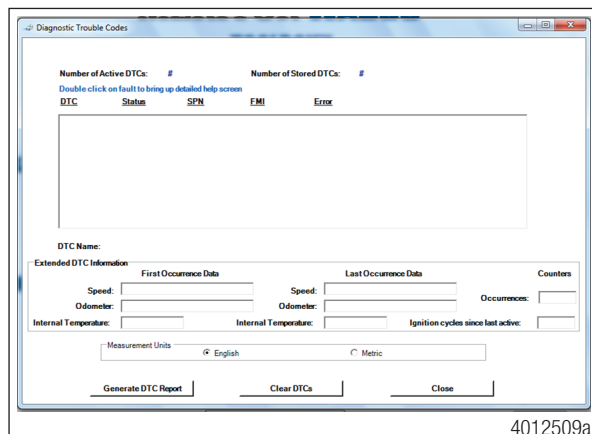 Diagnostic Trouble Codes
Number of Active DTCs: # Number of Stored DTCs: #
Double click on fault to bring up detailed help screen
DTC Status SPN FMI Error
DTC Name:
Extended DTC Information
First Occurrence Data Last Occurrence Data Counters
Speed: Speed:
Occurrences:
Odometer: Odometer:
Internal Temperature: Internal Temperature: Ignition cycles since last active:
Measurement Units
English Metric
Generate DTC Report Clear DTCs Close
4012509a